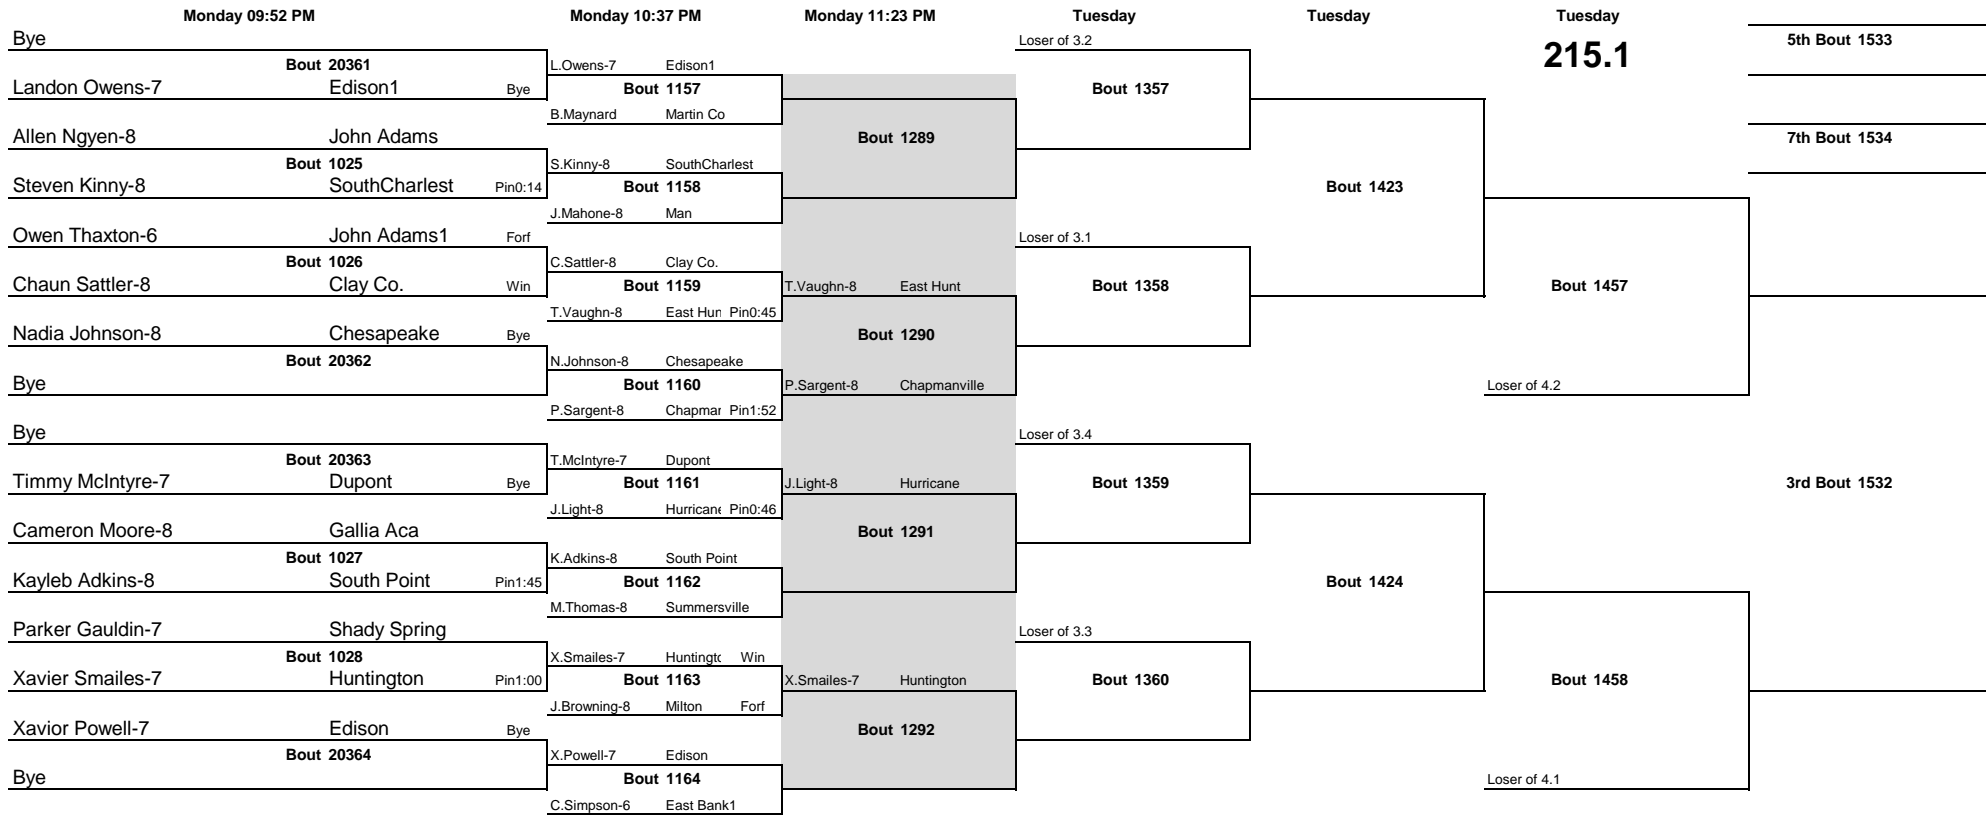 Monday 09:52 PM Monday 10:37 PM Monday 11:23 PM Tuesday Tuesday Tuesday
215.1
Bye
Bout 20361
Landon Owens-7 Edison1 Bye
Allen Ngyen-8 John Adams
Bout 1025
Steven Kinny-8 SouthCharlest Pin0:14
Owen Thaxton-6 John Adams1 Forf
Bout 1026
Chaun Sattler-8 Clay Co. Win
Nadia Johnson-8 Chesapeake Bye
Bout 20362
Bye
Bye
Bout 20363
Timmy McIntyre-7 Dupont Bye
Cameron Moore-8 Gallia Aca
Bout 1027
Kayleb Adkins-8 South Point Pin1:45
Parker Gauldin-7 Shady Spring
Bout 1028
Xavier Smailes-7 Huntington Pin1:00
Xavior Powell-7 Edison Bye
Bout 20364
Bye
L.Owens-7 Edison1
Bout 1157
B.Maynard Martin Co
S.Kinny-8 SouthCharlest
Bout 1158
J.Mahone-8 Man
C.Sattler-8 Clay Co.
Bout 1159
T.Vaughn-8 East Hun Pin0:45
N.Johnson-8 Chesapeake
Bout 1160
P.Sargent-8 Chapmar Pin1:52
T.McIntyre-7 Dupont
Bout 1161
J.Light-8 Hurricane Pin0:46
K.Adkins-8 South Point
Bout 1162
M.Thomas-8 Summersville
X.Smailes-7 Huntingto Win
Bout 1163
J.Browning-8 Milton Forf
X.Powell-7 Edison
Bout 1164
C.Simpson-6 East Bank1
Bout 1289
T.Vaughn-8 East Hunt
Bout 1290
P.Sargent-8 Chapmanville
J.Light-8 Hurricane
Bout 1291
X.Smailes-7 Huntington
Bout 1292
Loser of 3.2
Bout 1357
Loser of 3.1
Bout 1358
Loser of 3.4
Bout 1359
Loser of 3.3
Bout 1360
Bout 1423
Bout 1424
Bout 1457
Loser of 4.2
Bout 1458
Loser of 4.1
5th Bout 1533
7th Bout 1534
3rd Bout 1532